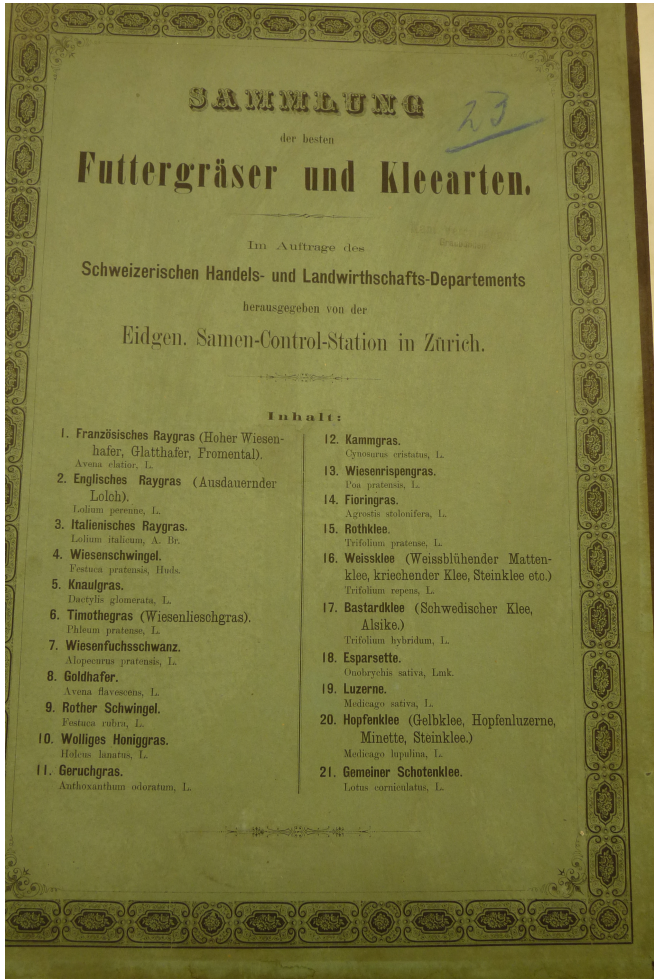 SAMMLUNG
23
der besten
Futtergräser und Kleearten.
Im Auftrage des
Schweizerischen Handels- und Landwirthschafts-Departements
herausgegeben von der
Eidgen. Samen-Control-Station in Zürich.
Inhalt:
1. Französisches Raygras (Hoher Wiesen-
hafer, Glatthafer, Fromental).
Avena elatior, L.
2. Englisches Raygras (Ausdauernder
Lolch).
Lolium perenne, L.
3. Italienisches Raygras.
Lolium italicum, A. Br.
4. Wiesenschwingel.
Festuca pratensis, Huds.
5. Knaulgras.
Dactylis glomerata, L.
6. Timothegras (Wiesenlieschgras).
Phleum pratense, L.
7. Wiesenfuchsschwanz.
Alopecurus pratensis, L.
8. Goldhafer.
Avena flavescens, L.
9. Rother Schwingel.
Festuca rubra, L.
10. Wolliges Honiggras.
Holcus lanatus, L.
11. Geruchgras.
Anthoxanthum odoratum, L.
12. Kammgras.
Cynosurus cristatus, L.
13. Wiesenrispengras.
Poa pratensis, L.
14. Fioringras.
Agrostis stolonifera, L.
15. Rothklee.
Trifolium pratense, L.
16. Weissklee (Weissblühender Matten-
klee, kriechender Klee, Steinklee etc.)
Trifolium repens, L.
17. Bastardklee (Schwedischer Klee,
Alsike.)
Trifolium hybridum, L.
18. Esparsette.
Onobrychis sativa, Lmk.
19. Luzerne.
Medicago sativa, L.
20. Hopfenklee (Gelbklee, Hopfenluzerne,
Minette, Steinklee.)
Medicago lupulina, L.
21. Gemeiner Schotenklee.
Lotus corniculatus, L.